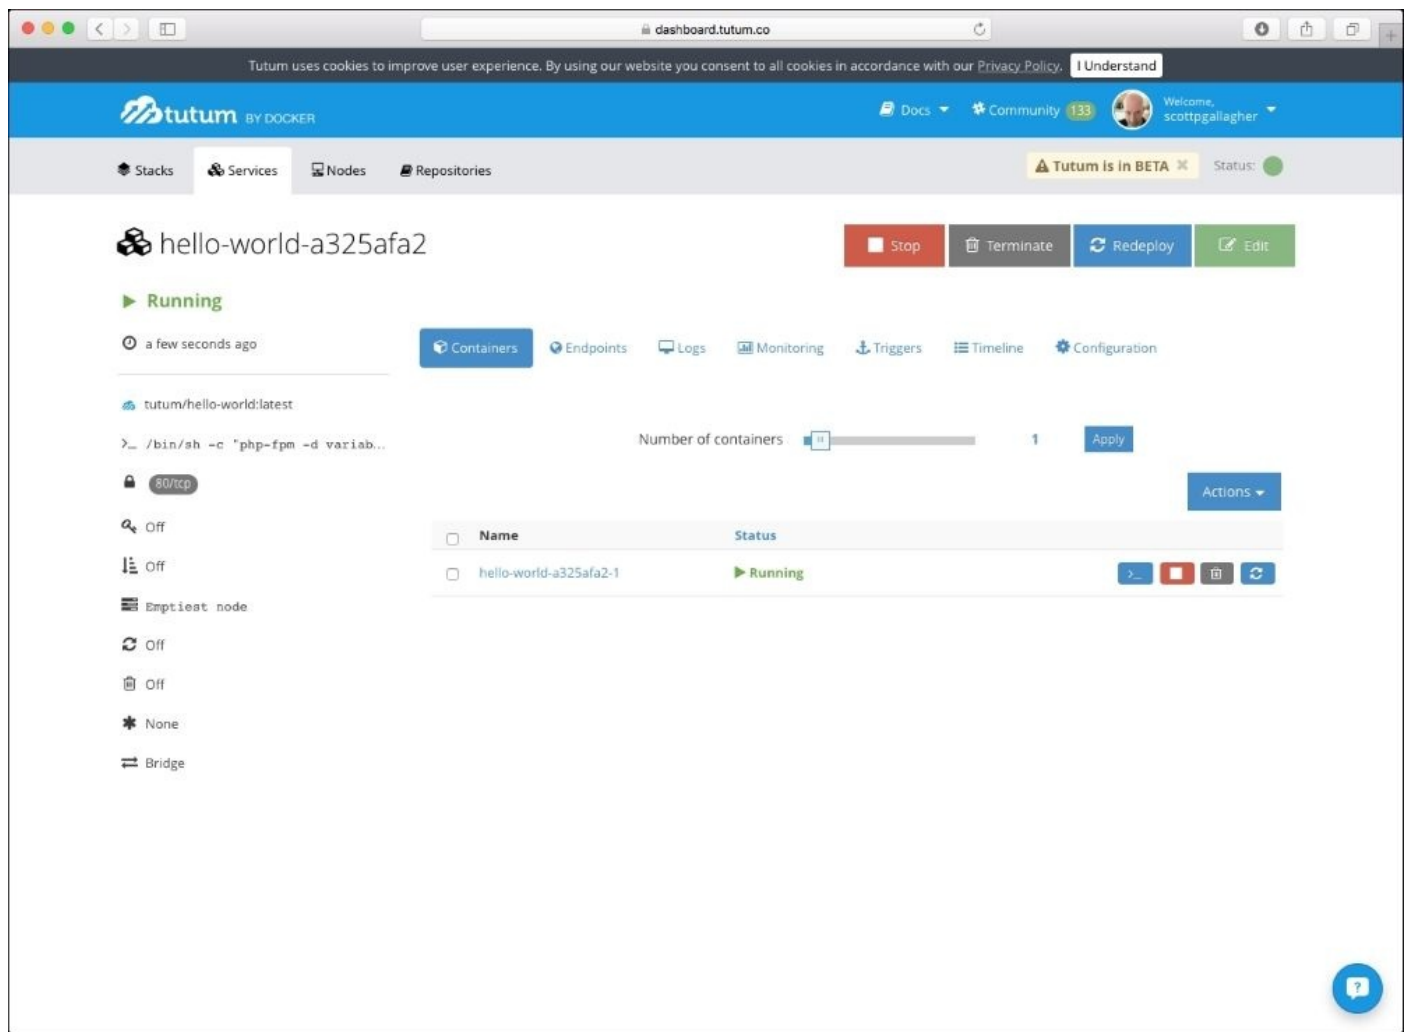 dashboard.tutum.co
Tutum uses cookies to improve user experience. By using our website you consent to all cookies in accordance with our Privacy Policy. I Understand
tutum BY DOCKER
Docs
Community 133
Welcome,
scottpgallagher
Stacks Services Nodes Repositories
Tutum is in BETA
Status:
hello-world-a325afa2
Stop Terminate Redeploy Edit
Running
a few seconds ago
Containers Endpoints Logs Monitoring Triggers Timeline Configuration
tutum/hello-world:latest
>_ /bin/sh -c "php-fpm -d variab...
Number of containers 1 Apply
80/tcp
Actions
Off
Name Status
Off
hello-world-a325afa2-1 Running >_
Emptiest node
Off
Off
None
Bridge